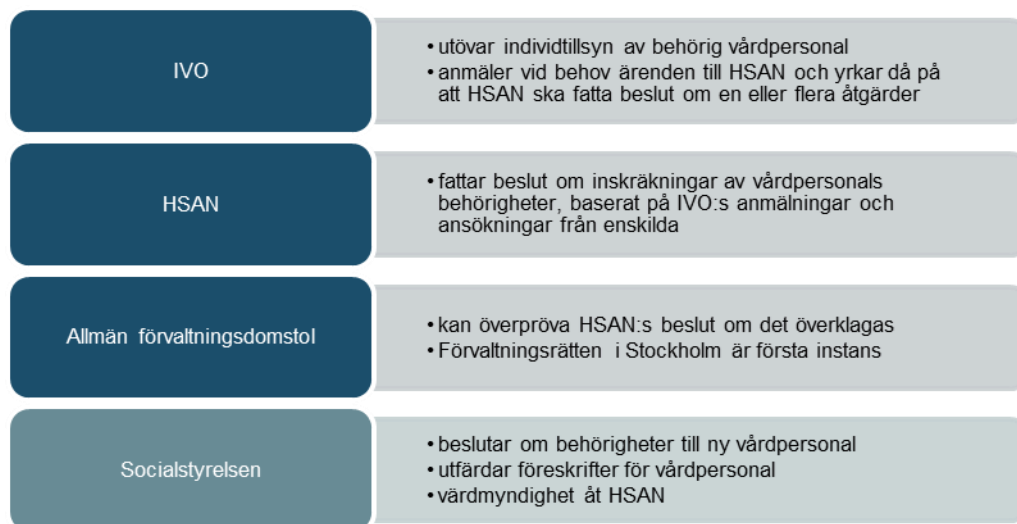 IVO
• utövar individtillsyn av behörig vårdpersonal
• anmäler vid behov ärenden till HSAN och yrkar då på
att HSAN ska fatta beslut om en eller flera åtgärder
HSAN
• fattar beslut om inskräkningar av vårdpersonals
behörigheter, baserat på IVO:s anmälningar och
ansökningar från enskilda
Allmän förvaltningsdomstol
• kan överpröva HSAN:s beslut om det överklagas
• Förvaltningsrätten i Stockholm är första instans
Socialstyrelsen
• beslutar om behörigheter till ny vårdpersonal
• utfärdar föreskrifter för vårdpersonal
• värdmyndighet åt HSAN